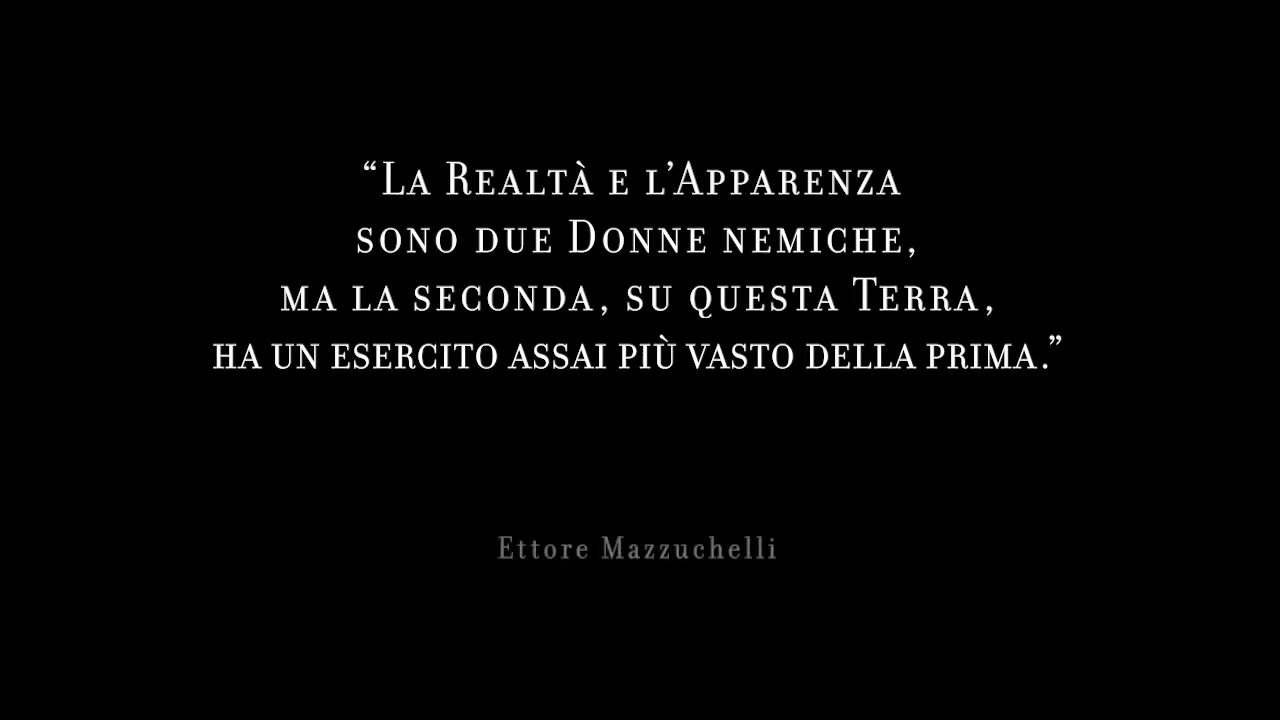 “La Realtà e l’Apparenza
sono due Donne nemiche,
ma la seconda, su questa Terra,
ha un esercito assai più vasto della prima.”
Ettore Mazzuchelli